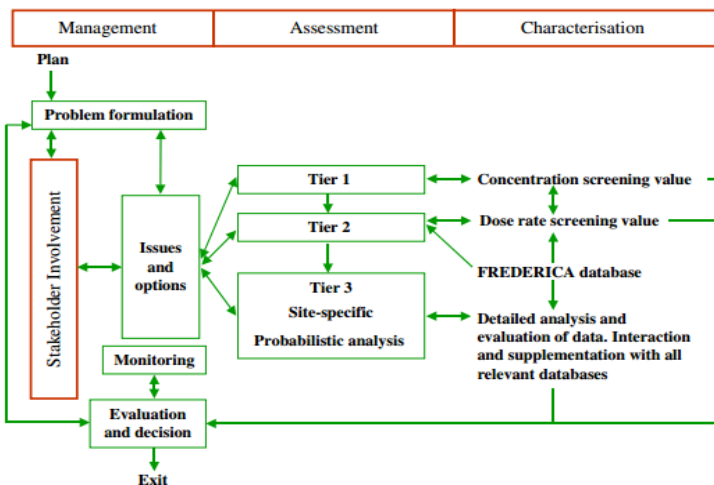 Management
Assessment
Characterisation
Plan
Problem formulation
Stakeholder Involvement
Issues
and
options
Monitoring
Evaluation
and decision
Exit
Tier 1
Tier 2
Tier 3
Site-specific
Probabilistic analysis
Concentration screening value
Dose rate screening value
FREDERICA database
Detailed analysis and
evaluation of data. Interaction
and supplementation with all
relevant databases